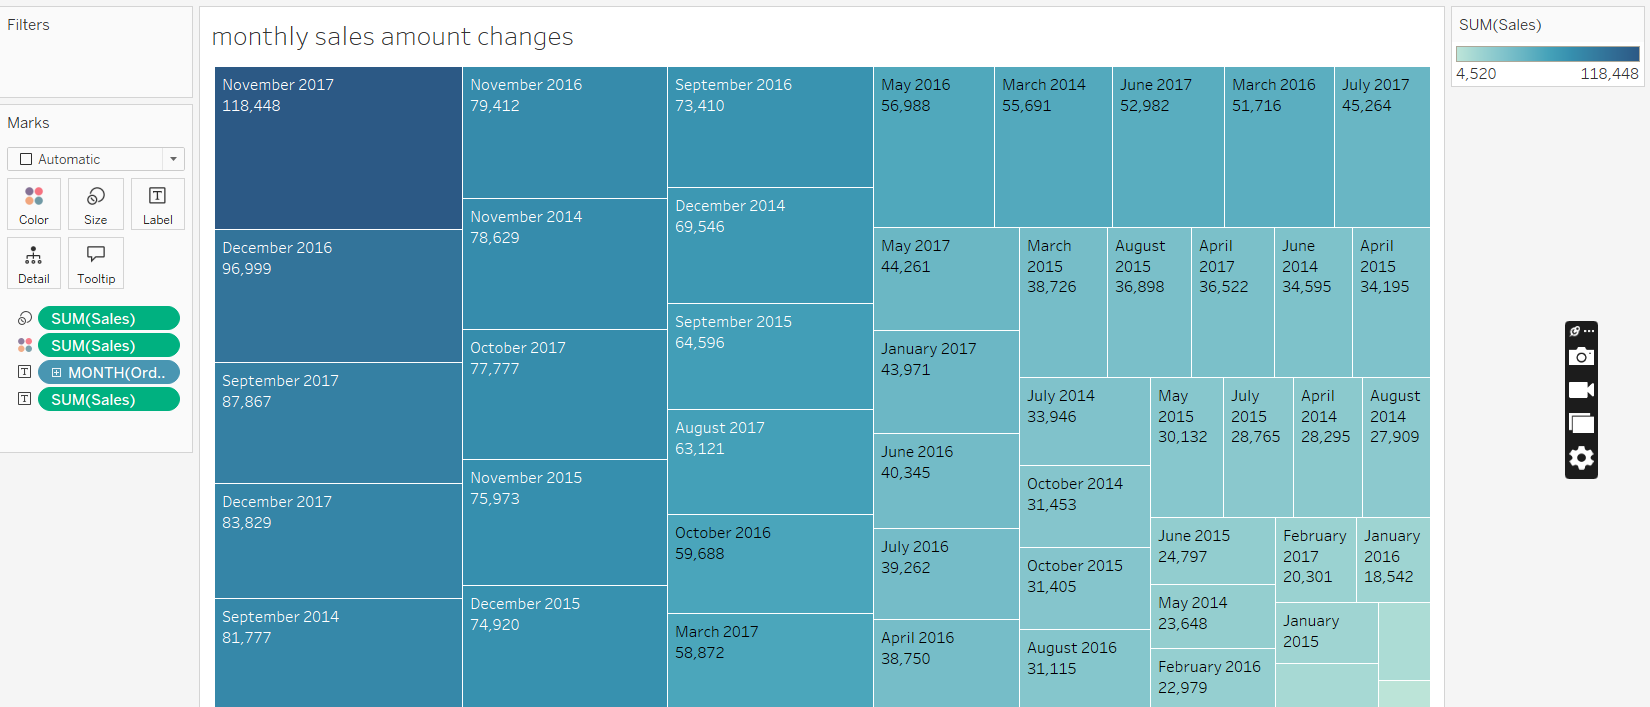 Filters
Marks
Automatic
Color
Size
Label
Detail
Tooltip
SUM(Sales)
SUM(Sales)
MONTH(Ord..
SUM(Sales)
monthly sales amount changes
November 2017
118,448
December 2016
96,999
September 2017
87,867
December 2017
83,829
September 2014
81,777
November 2016
79,412
November 2014
78,629
October 2017
77,777
November 2015
75,973
December 2015
74,920
September 2016
73,410
December 2014
69,546
September 2015
64,596
August 2017
63,121
October 2016
59,688
March 2017
58,872
May 2016
56,988
March 2014
55,691
June 2017
52,982
March 2016
51,716
July 2017
45,264
May 2017
44,261
January 2017
43,971
June 2016
40,345
July 2016
39,262
April 2016
38,750
March
2015
38,726
August
2015
36,898
April
2017
36,522
June
2014
34,595
April
2015
34,195
July 2014
33,946
October 2014
31,453
October 2015
31,405
August 2016
31,115
May
2015
30,132
July
2015
28,765
April
2014
28,295
August
2014
27,909
June 2015
24,797
May 2014
23,648
February 2016
22,979
February
2017
20,301
January
2016
18,542
January
2015
SUM(Sales)
4,520
118,448